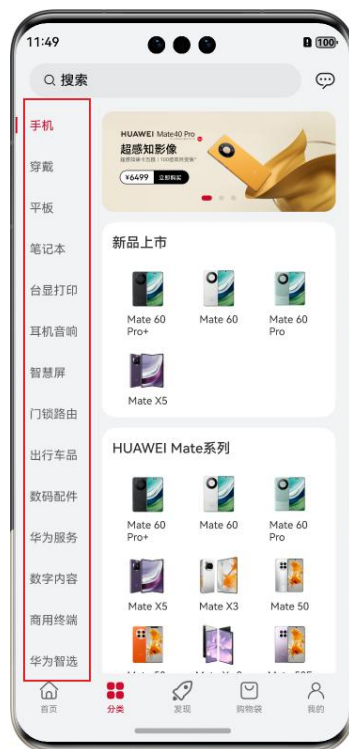 11:49
100
搜索
手机
穿戴
平板
笔记本
台显打印
耳机音响
智慧屏
门锁路由
出行车品
数码配件
华为服务
数字内容
商用终端
华为智选
HUAWEI Mate40 Pro
超感知影像
¥6499 立即购买
新品上市
Mate 60 Pro+
Mate 60
Mate 60 Pro
Mate X5
HUAWEI Mate系列
Mate 60 Pro+
Mate 60
Mate 60 Pro
Mate X5
Mate X3
Mate 50
首页
分类
发现
购物袋
我的